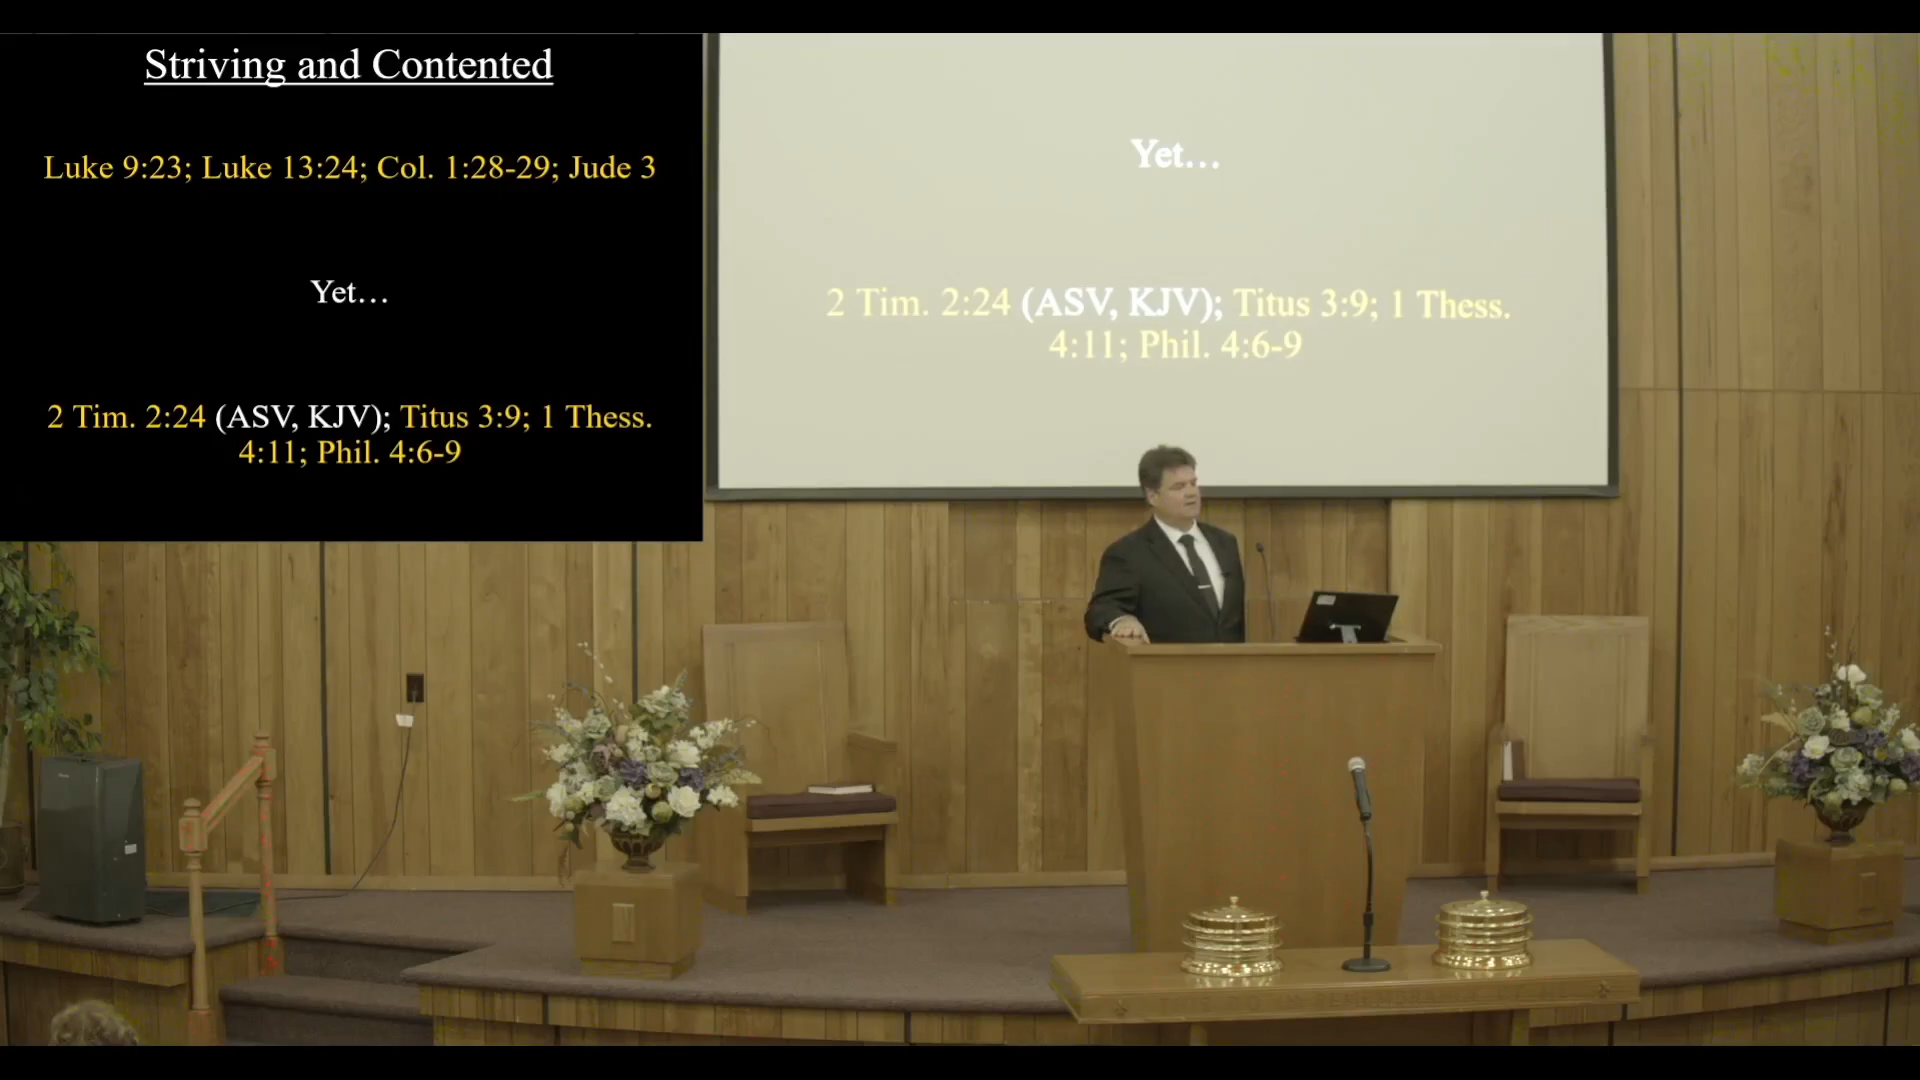 Striving and Contented
Luke 9:23; Luke 13:24; Col. 1:28-29; Jude 3
Yet…
2 Tim. 2:24 (ASV, KJV); Titus 3:9; 1 Thess.
4:11; Phil. 4:6-9
Yet…
2 Tim. 2:24 (ASV, KJV); Titus 3:9; 1 Thess.
4:11; Phil. 4:6-9